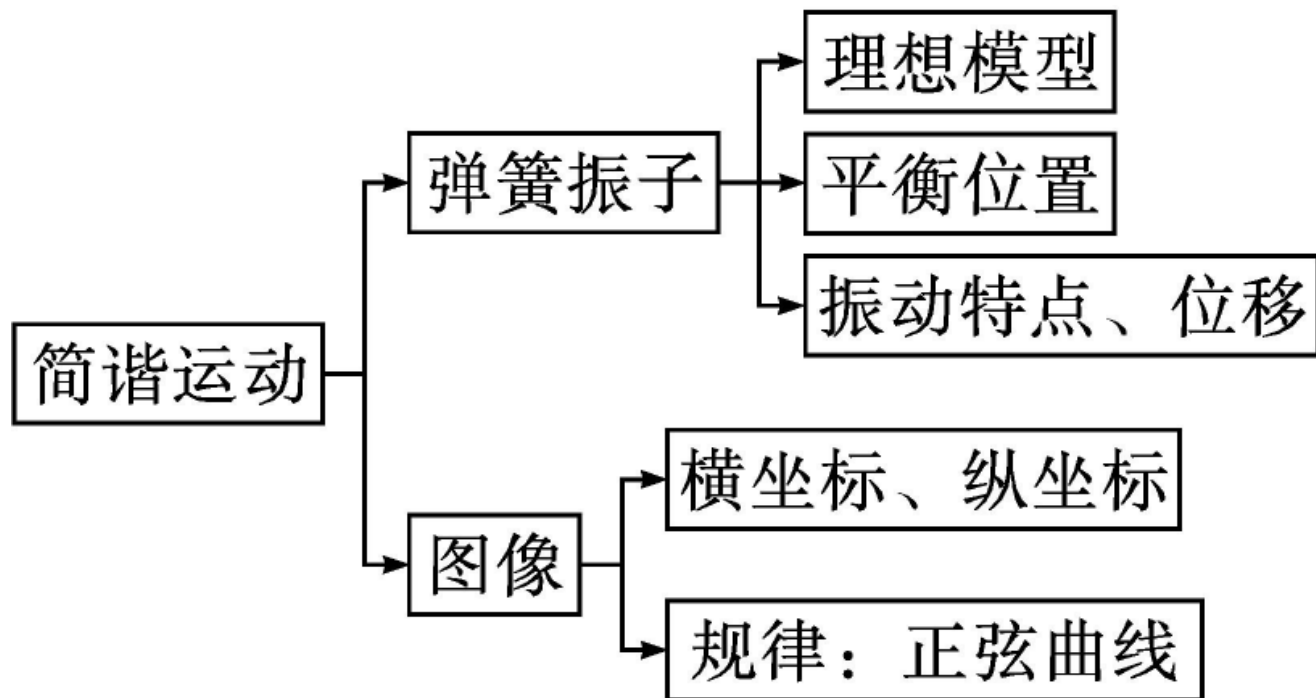 理想模型
弹簧振子
平衡位置
振动特点、位移
简谐运动
横坐标、纵坐标
图像
规律：正弦曲线